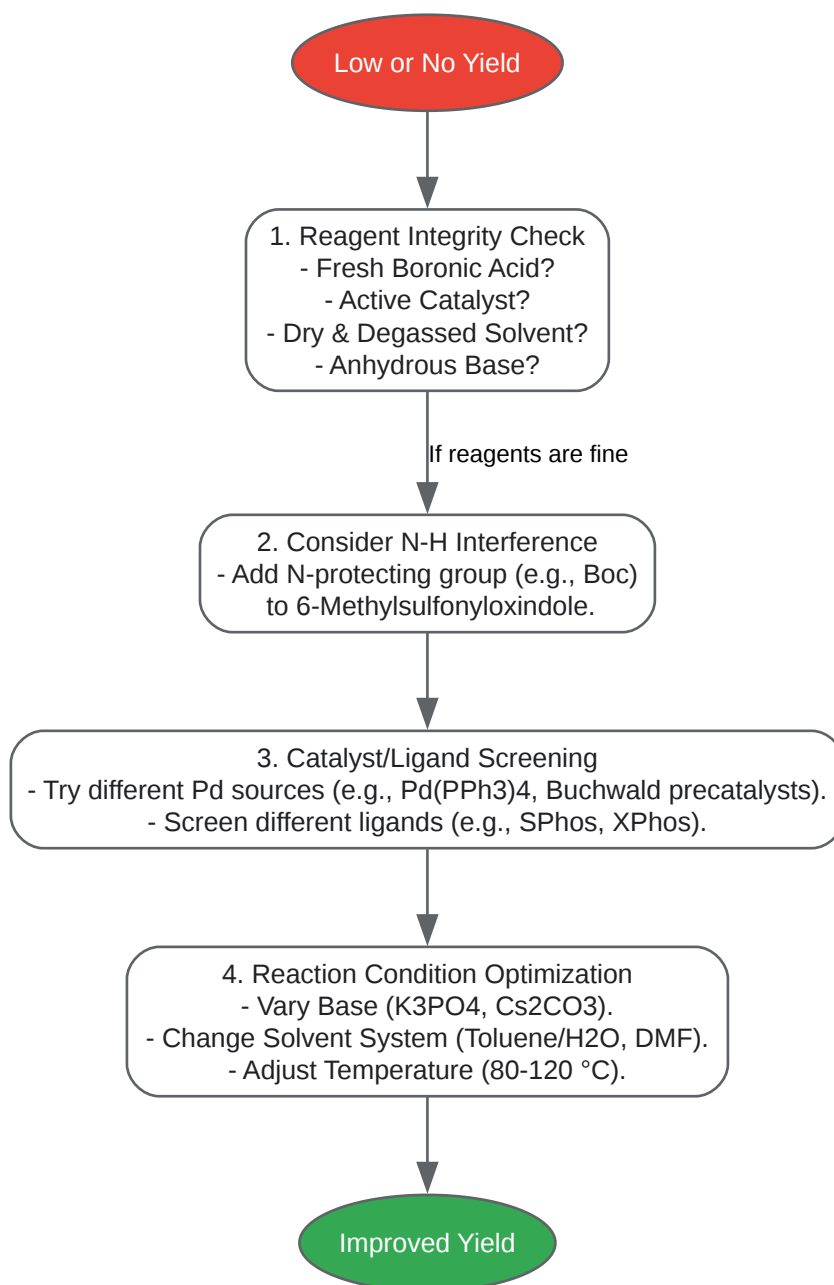 Low or No Yield
1. Reagent Integrity Check
- Fresh Boronic Acid?
- Active Catalyst?
- Dry & Degassed Solvent?
- Anhydrous Base?
If reagents are fine
2. Consider N-H Interference
- Add N-protecting group (e.g., Boc)
to 6-Methylsulfonyloxindole.
3. Catalyst/Ligand Screening
- Try different Pd sources (e.g., Pd(PPh3)4, Buchwald precatalysts).
- Screen different ligands (e.g., SPhos, XPhos).
4. Reaction Condition Optimization
- Vary Base (K3PO4, Cs2CO3).
- Change Solvent System (Toluene/H2O, DMF).
- Adjust Temperature (80-120 °C).
Improved Yield